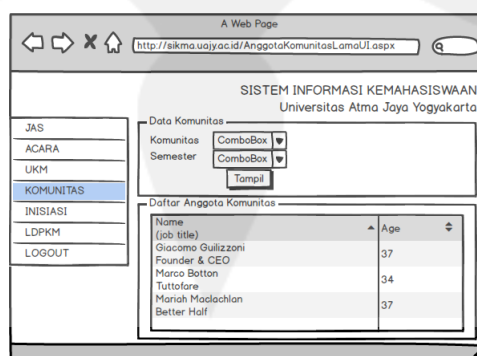 A Web Page
http://sikma.uajy.ac.id/AnggotaKomunitasLamaUI.aspx
SISTEM INFORMASI KEMAHASISWAAN
Universitas Atma Jaya Yogyakarta
JAS
ACARA
UKM
KOMUNITAS
INISIASI
LDPKM
LOGOUT
Data Komunitas
Komunitas ComboBox
Semester ComboBox
Tampil
Daftar Anggota Komunitas
Name
(job title) Age
Giacomo Guilizzoni
Founder & CEO 37
Marco Botton
Tuttofare 34
Mariah Maclachlan
Better Half 37